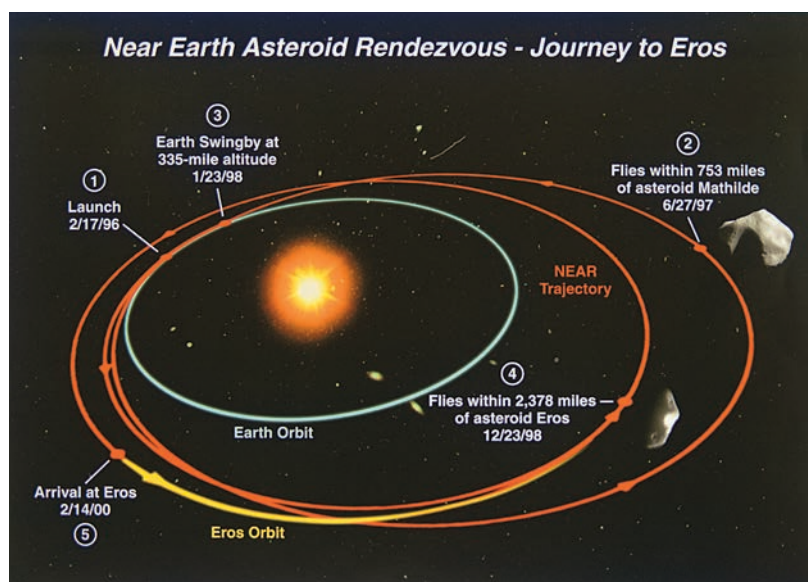 Near Earth Asteroid Rendezvous - Journey to Eros
1
Launch
2/17/96
3
Earth Swingby at
335-mile altitude
1/23/98
2
Flies within 753 miles
of asteroid Mathilde
6/27/97
NEAR
Trajectory
4
Flies within 2,378 miles
of asteroid Eros
12/23/98
Earth Orbit
Arrival at Eros
2/14/00
5
Eros Orbit